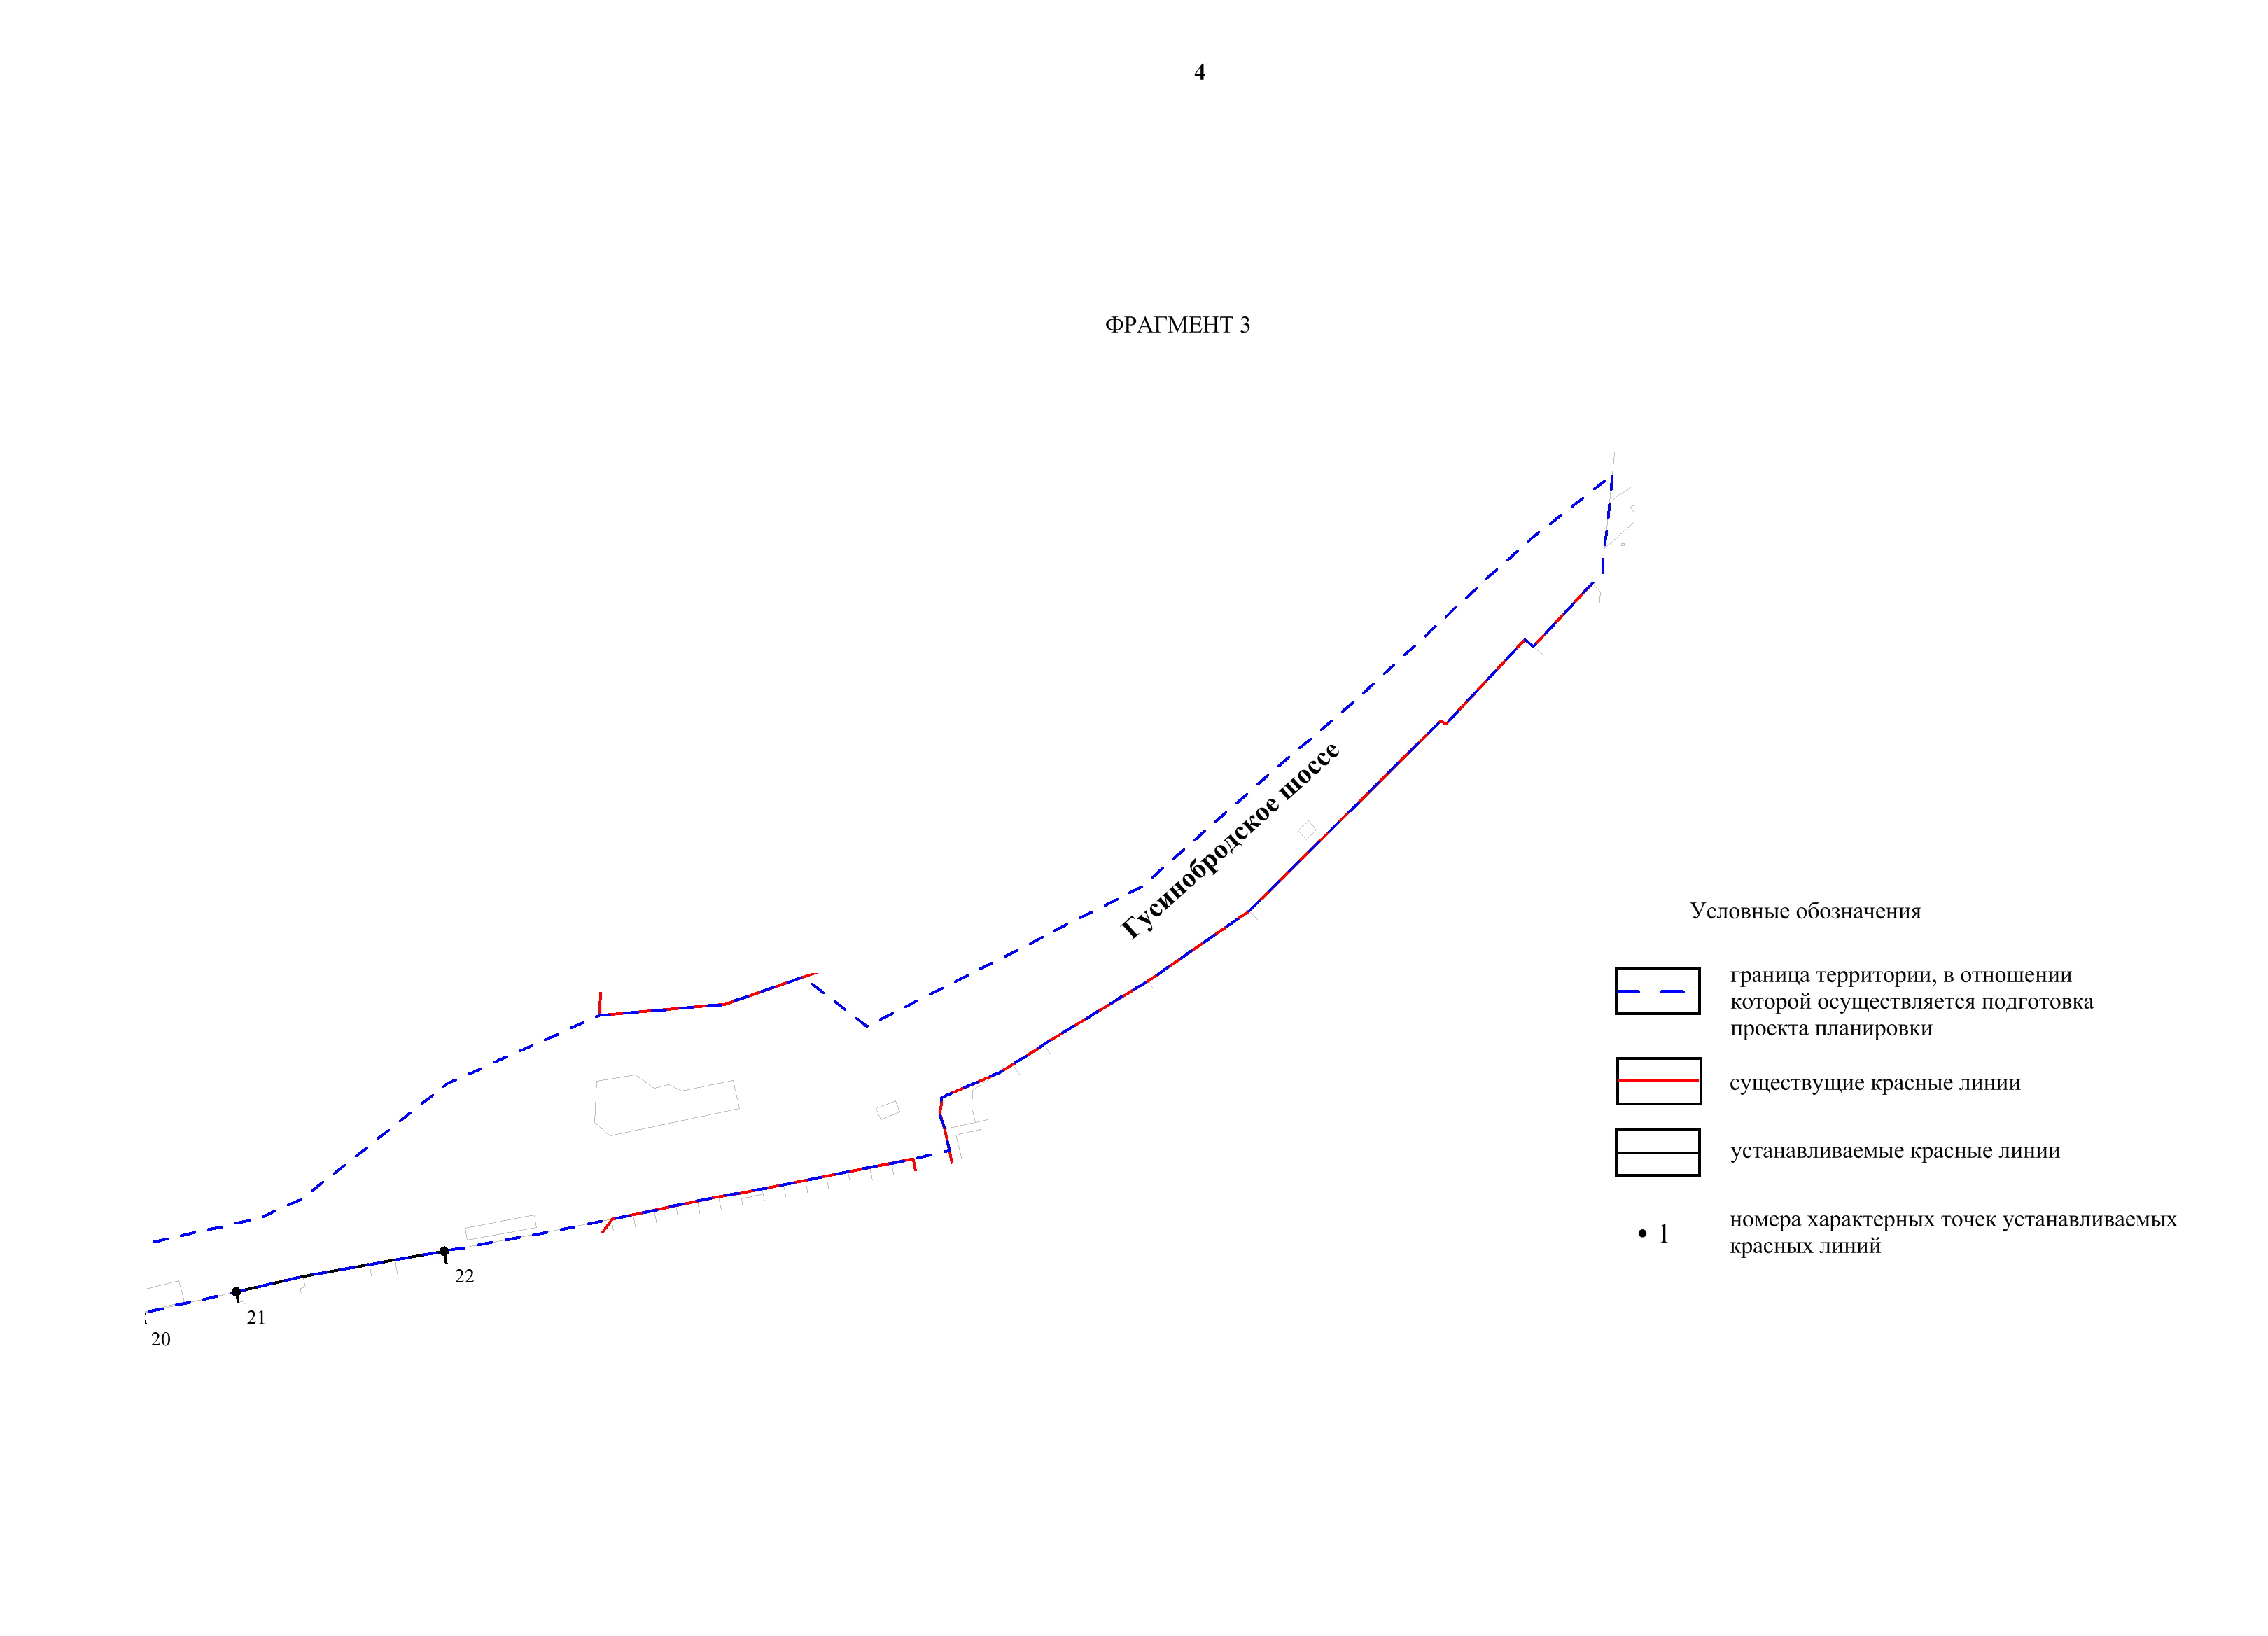 4
ФРАГМЕНТ 3
Гусинобродское шоссе
Условные обозначения
граница территории, в отношении
которой осуществляется подготовка
проекта планировки
существущие красные линии
устанавливаемые красные линии
• 1
номера характерных точек устанавливаемых
красных линий
22
21
20